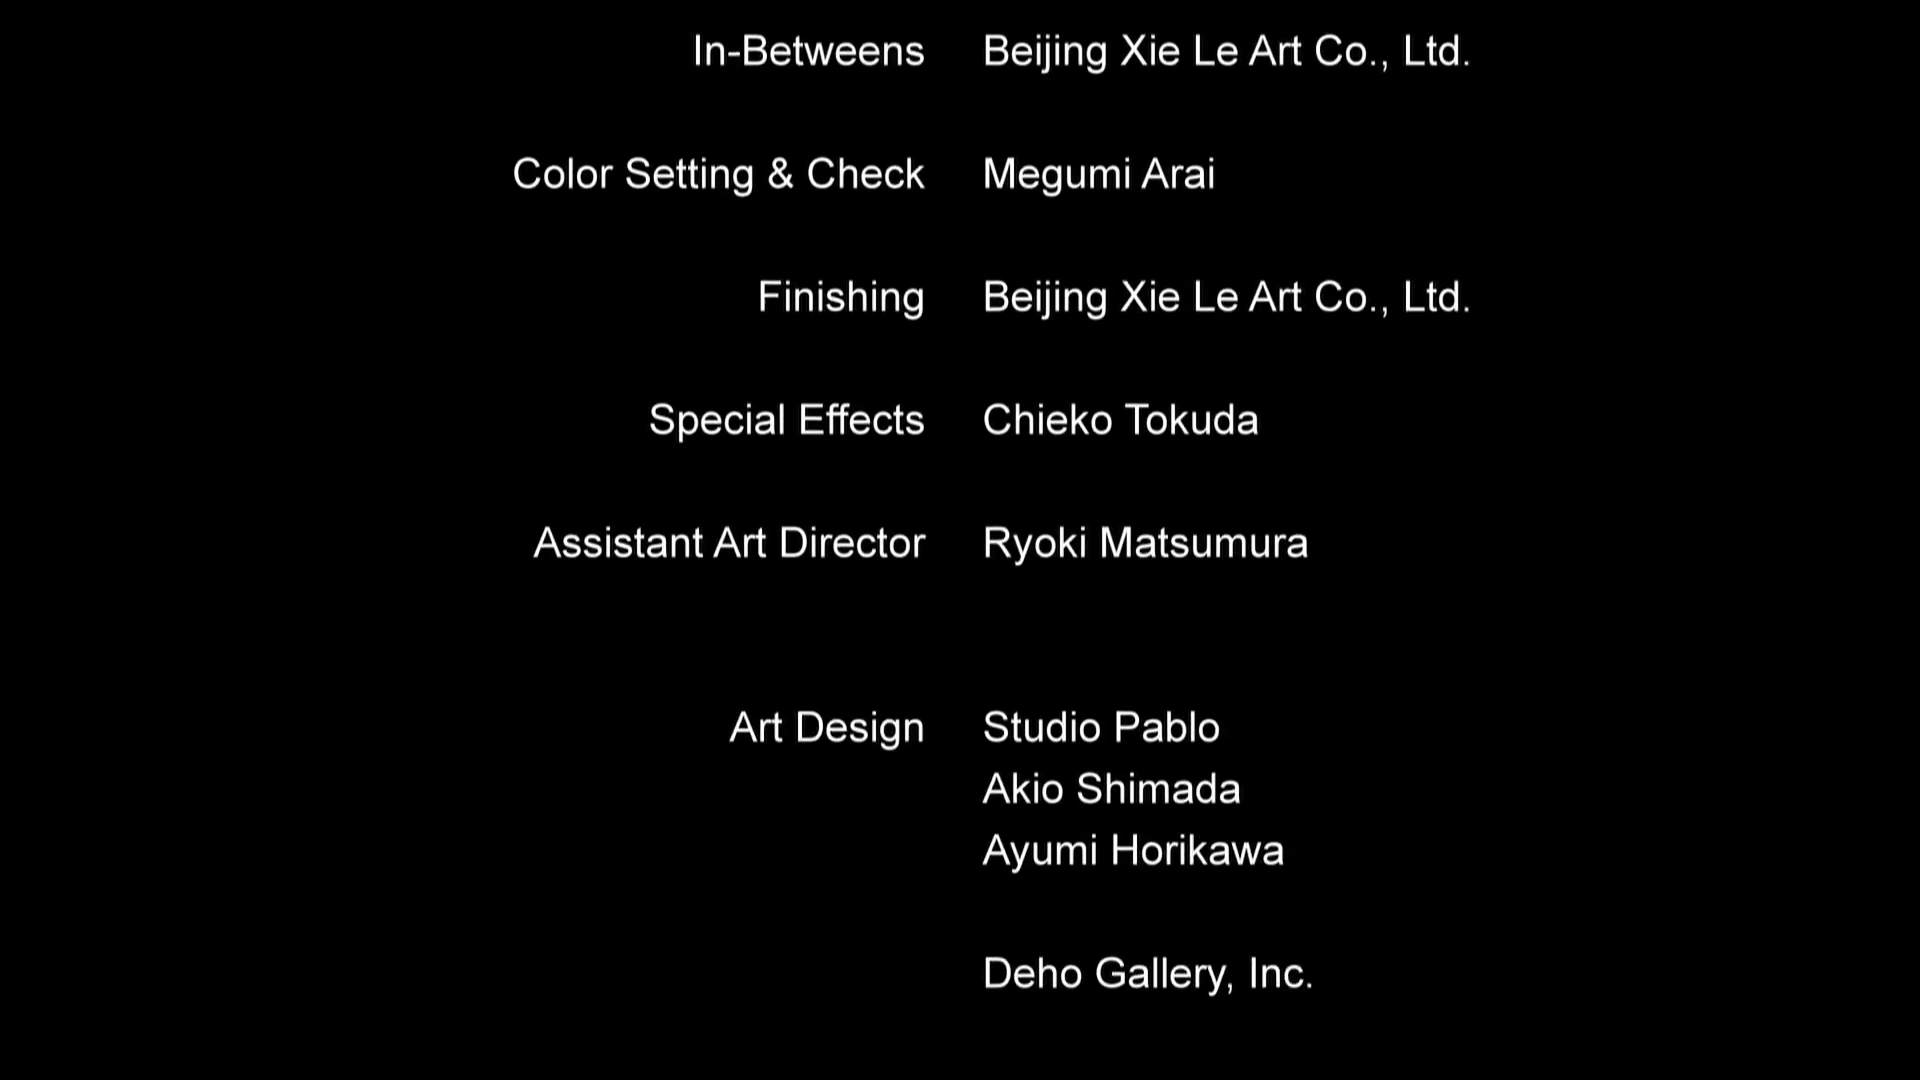 In-Betweens Beijing Xie Le Art Co., Ltd.
Color Setting & Check Megumi Arai
Finishing Beijing Xie Le Art Co., Ltd.
Special Effects Chieko Tokuda
Assistant Art Director Ryoki Matsumura
Art Design Studio Pablo
Akio Shimada
Ayumi Horikawa
Deho Gallery, Inc.